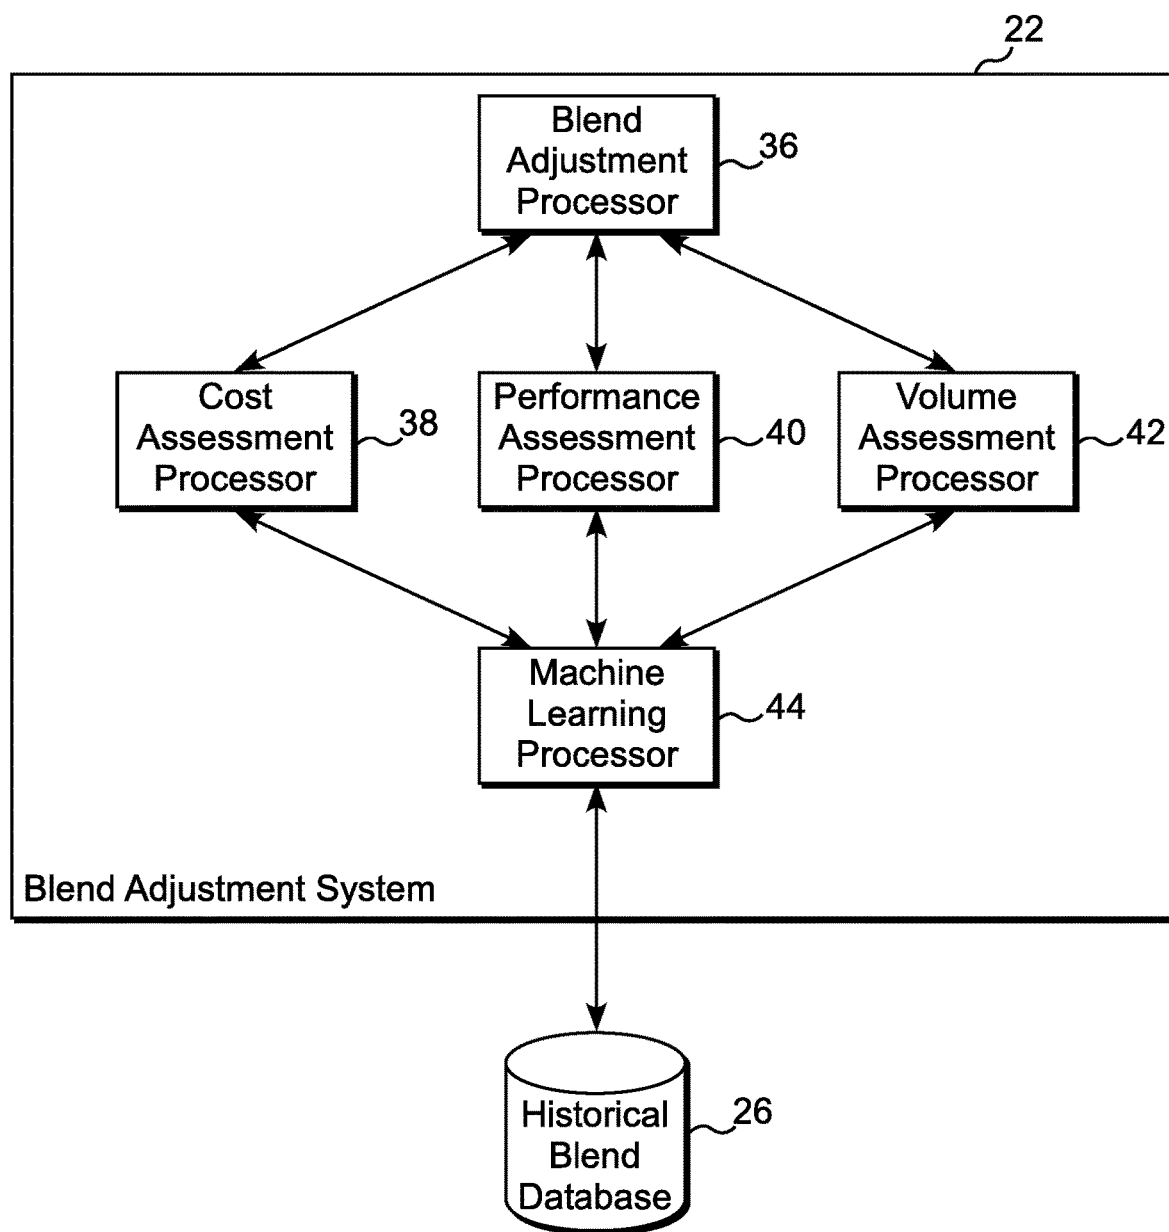 22
Blend
Adjustment
Processor
36
Cost
Assessment
Processor
38
Performance
Assessment
Processor
40
Volume
Assessment
Processor
42
Machine
Learning
Processor
44
Blend Adjustment System
Historical
Blend
Database
26